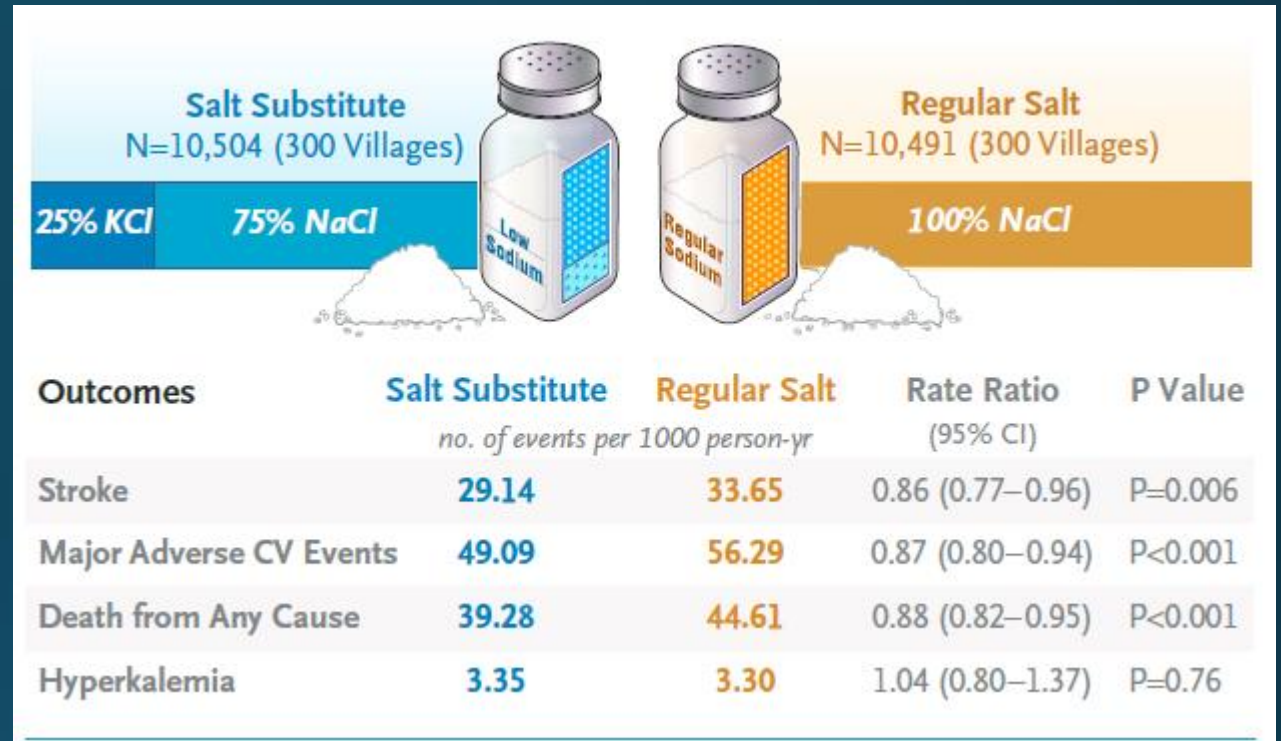 Salt Substitute
N=10,504 (300 Villages)
Regular Salt
N=10,491 (300 Villages)
25% KCl 75% NaCl
Low
Sodium
Regular
Sodium
100% NaCl
Outcomes Salt Substitute Regular Salt Rate Ratio P Value
no. of events per 1000 person-yr (95% CI)
Stroke 29.14 33.65 0.86 (0.77–0.96) P=0.006
Major Adverse CV Events 49.09 56.29 0.87 (0.80–0.94) P<0.001
Death from Any Cause 39.28 44.61 0.88 (0.82–0.95) P<0.001
Hyperkalemia 3.35 3.30 1.04 (0.80–1.37) P=0.76